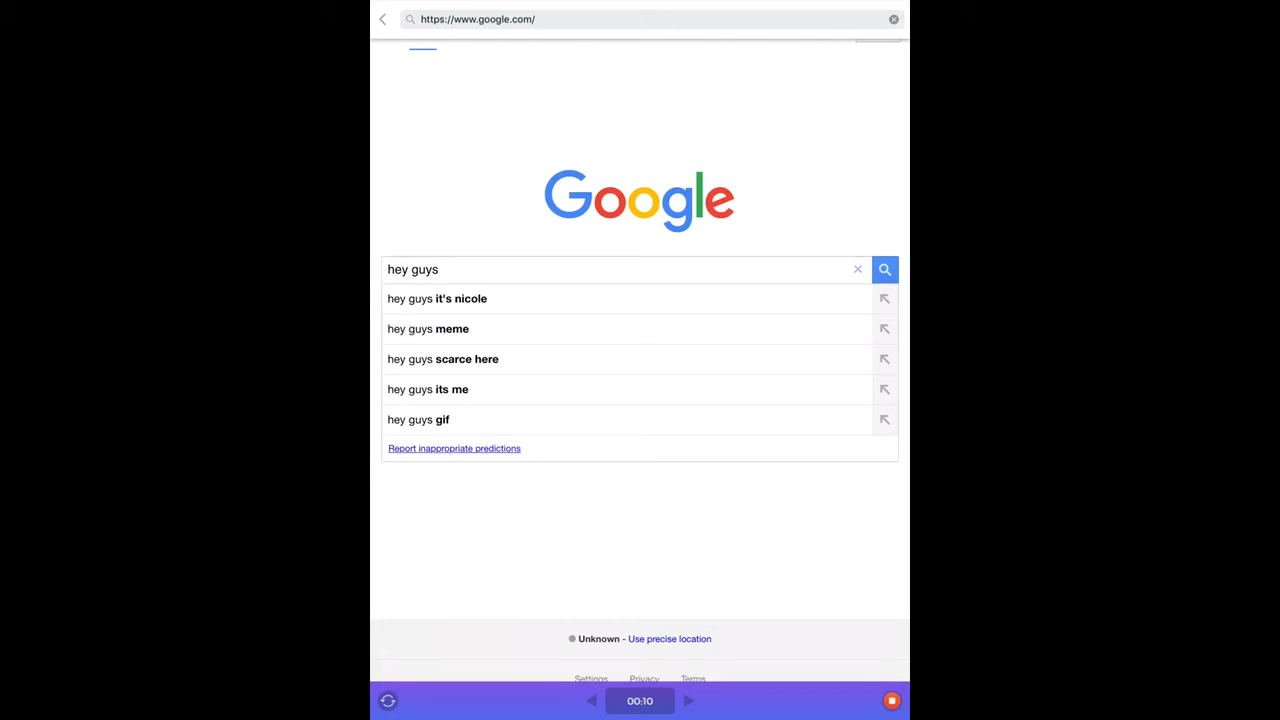 https://www.google.com/
Google
hey guys
hey guys it's nicole
hey guys meme
hey guys scarce here
hey guys its me
hey guys gif
Report inappropriate predictions
Unknown - Use precise location
Settings Privacy Terms
00:10